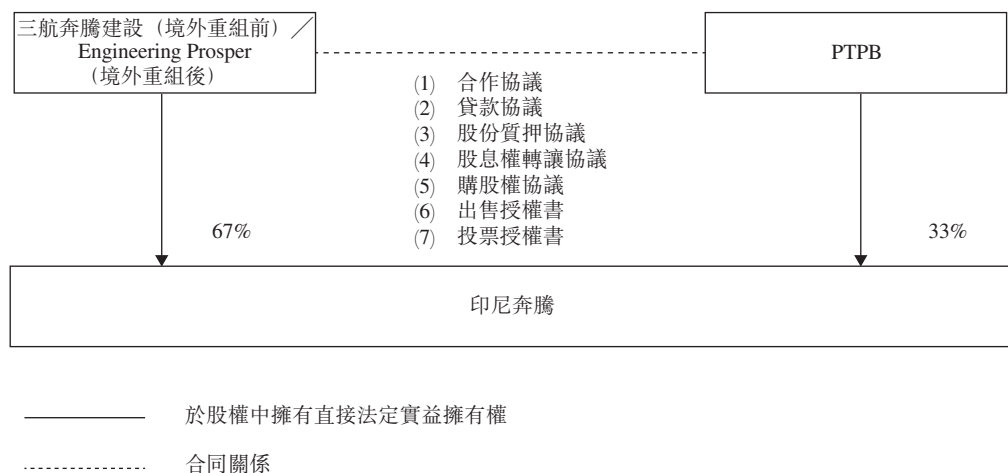 三航奔騰建設（境外重組前）／
Engineering Prosper
（境外重組後）
PTPB
(1) 合作協議
(2) 貸款協議
(3) 股份質押協議
(4) 股息權轉讓協議
(5) 購股權協議
(6) 出售授權書
(7) 投票授權書
67%
33%
印尼奔騰
於股權中擁有直接法定實益擁有權
合同關係